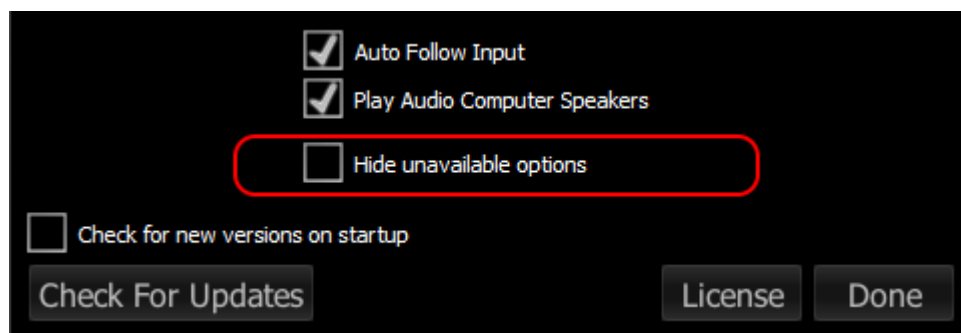 Auto Follow Input
Play Audio Computer Speakers
Hide unavailable options
Check for new versions on startup
Check For Updates License Done